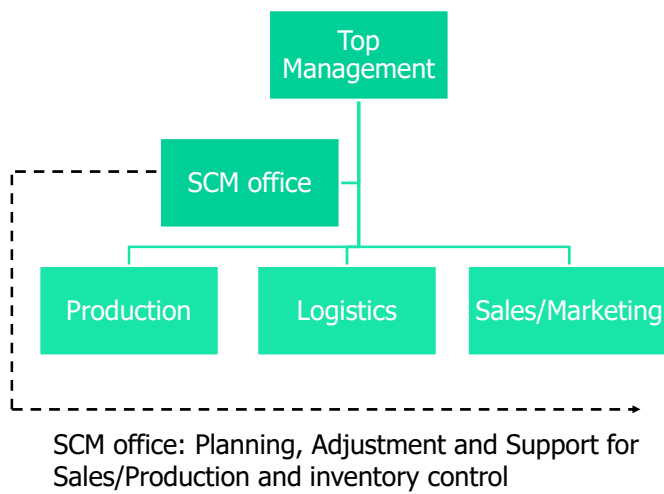 Top
Management
SCM office
Production
Logistics
Sales/Marketing
SCM office: Planning, Adjustment and Support for
Sales/Production and inventory control